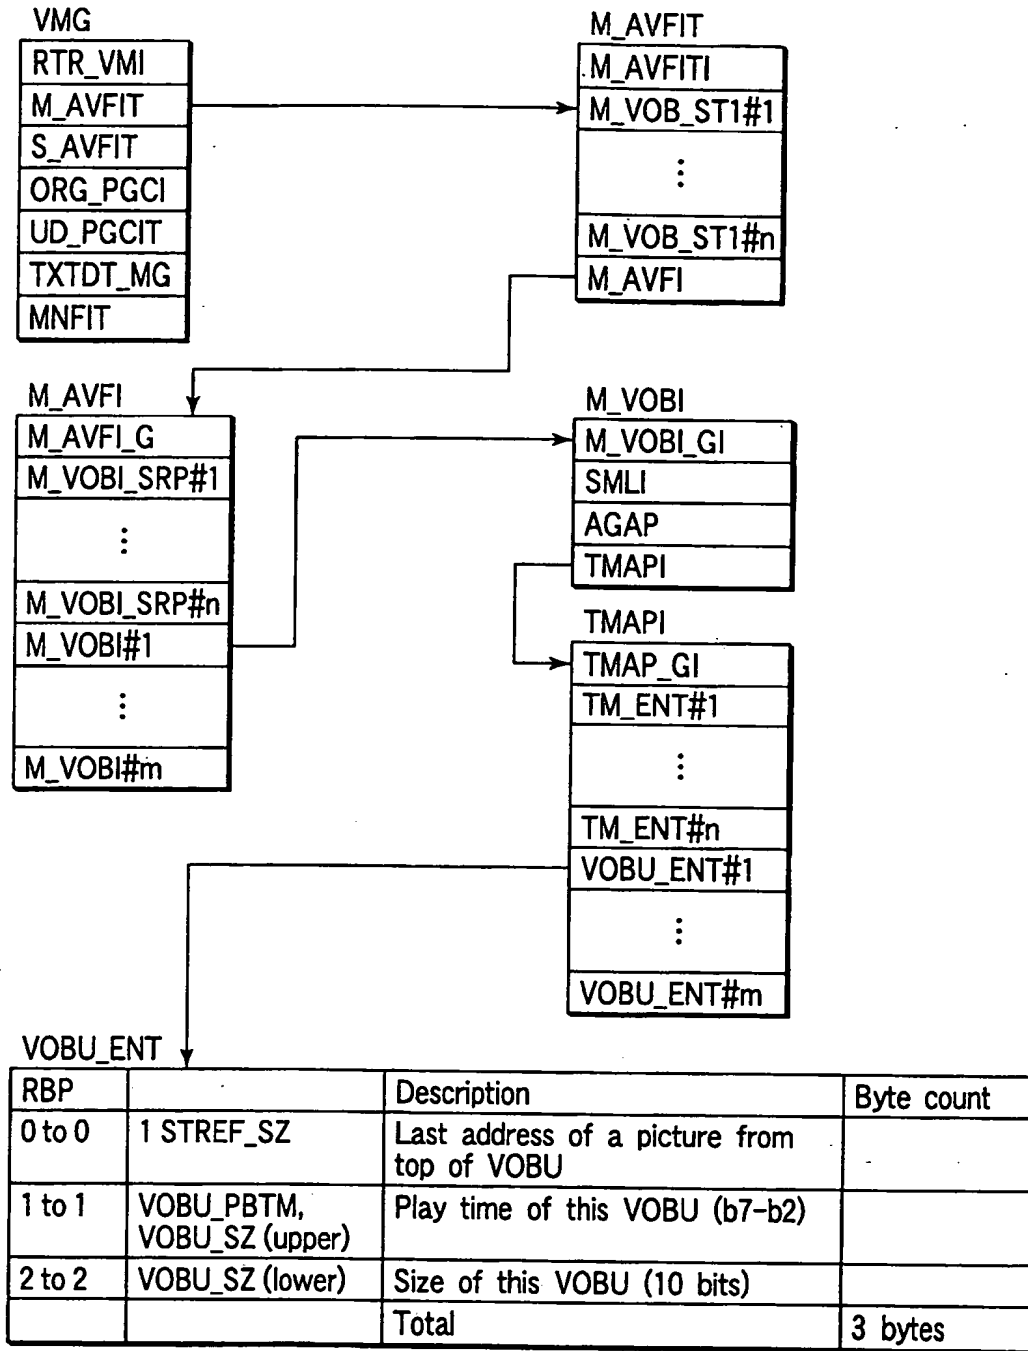 VMG
RTR_VMI
M_AVFIT
S_AVFIT
ORG_PGCI
UD_PGCIT
TXTDT_MG
MNFIT
M_AVFIT
M_AVFITI
M_VOB_ST1#1
⋮
M_VOB_ST1#n
M_AVFI
M_AVFI
M_AVFI_G
M_VOBI_SRP#1
⋮
M_VOBI_SRP#n
M_VOBI#1
⋮
M_VOBI#m
M_VOBI
M_VOBI_GI
SMLI
AGAP
TMAPI
TMAPI
TMAP_GI
TM_ENT#1
⋮
TM_ENT#n
VOBU_ENT#1
⋮
VOBU_ENT#m
VOBU_ENT
RBP Description Byte count
0 to 0 1 STREF_SZ Last address of a picture from
top of VOBU
1 to 1 VOBU_PBTM, Play time of this VOBU (b7-b2)
VOBU_SZ (upper)
2 to 2 VOBU_SZ (lower) Size of this VOBU (10 bits)
Total 3 bytes